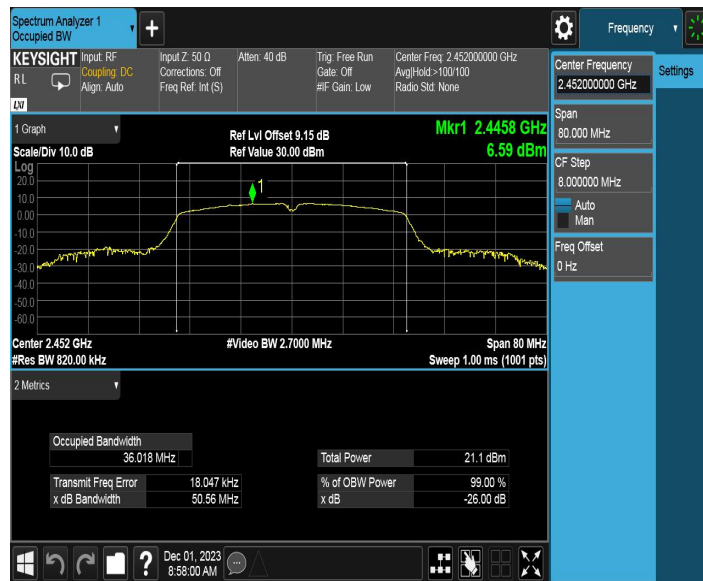 Spectrum Analyzer 1
Occupied BW
+
Frequency
KEYSIGHT
R L
LXI
Input: RF
Coupling: DC
Align: Auto
Input Z: 50 Ω
Corrections: Off
Freq Ref: Int (S)
Atten: 40 dB
Trig: Free Run
Gate: Off
#IF Gain: Low
Center Freq: 2.452000000 GHz
Avg|Hold:>100/100
Radio Std: None
Center Frequency
2.452000000 GHz
Settings
Span
80.000 MHz
CF Step
8.000000 MHz
Auto
Man
Freq Offset
0 Hz
1 Graph
Scale/Div 10.0 dB
Ref Lvl Offset 9.15 dB
Ref Value 30.00 dBm
Mkr1 2.4458 GHz
6.59 dBm
Log
20.0
10.0
0.00
-10.0
-20.0
-30.0
-40.0
-50.0
-60.0
1
Center 2.452 GHz
#Video BW 2.7000 MHz
Span 80 MHz
#Res BW 820.00 kHz
Sweep 1.00 ms (1001 pts)
2 Metrics
Occupied Bandwidth
36.018 MHz
Total Power 21.1 dBm
Transmit Freq Error 18.047 kHz
% of OBW Power 99.00 %
x dB Bandwidth 50.56 MHz
x dB -26.00 dB
?
Dec 01, 2023
8:58:00 AM